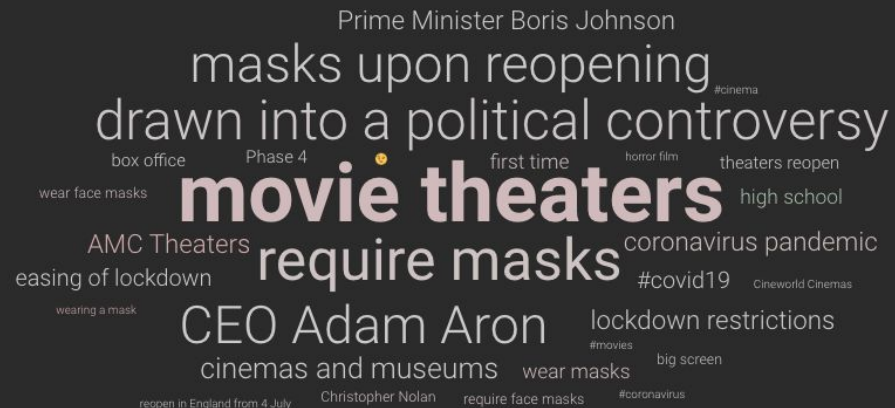 Prime Minister Boris Johnson
masks upon reopening
#cinema
drawn into a political controversy
box office
Phase 4
first time
horror film
theaters reopen
movie theaters
wear face masks
high school
AMC Theaters
require masks
coronavirus pandemic
easing of lockdown
#covid19
Cineworld Cinemas
wearing a mask
CEO Adam Aron
lockdown restrictions
#movies
cinemas and museums
wear masks
big screen
reopen in England from 4 July
Christopher Nolan
require face masks
#coronavirus